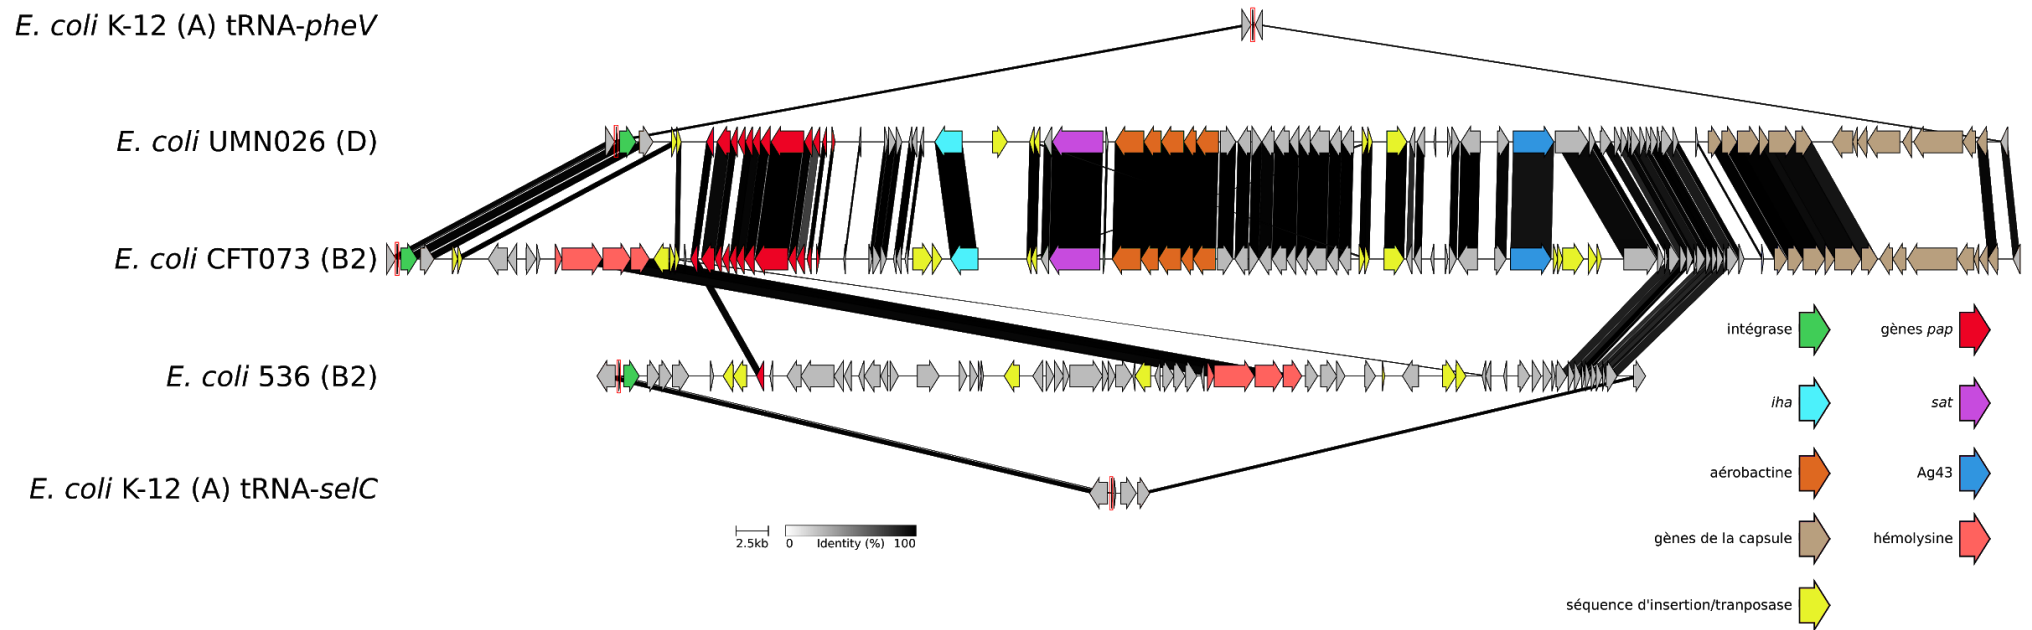 E. coli K-12 (A) tRNA-pheV
E. coli UMN026 (D)
E. coli CFT073 (B2)
E. coli 536 (B2)
E. coli K-12 (A) tRNA-selC
2.5kb
0 Identity (%) 100
intégrase
gènes pap
iha
sat
aérobactine
Ag43
gènes de la capsule
hémolysine
séquence d'insertion/tranposase